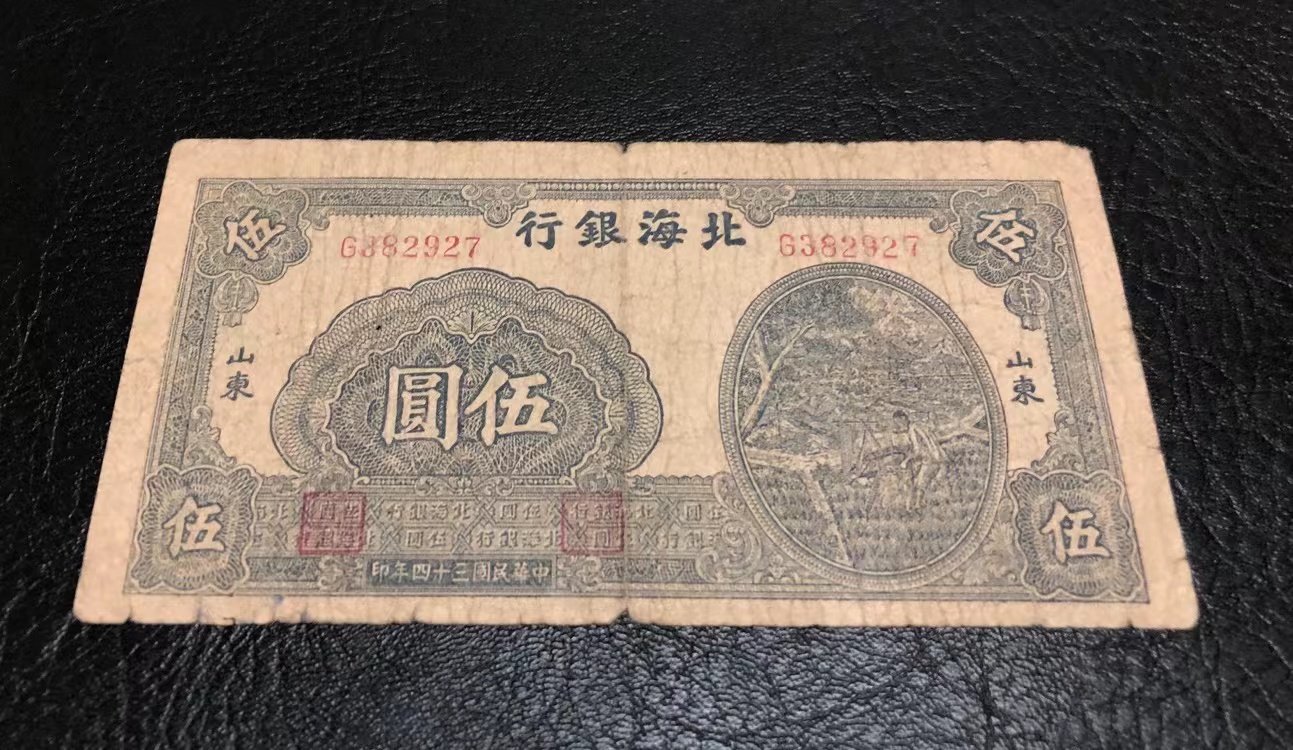 北海銀行
G382927
G382927
伍
伍
山東
山東
伍圓
伍
伍
中華民國三十四年印